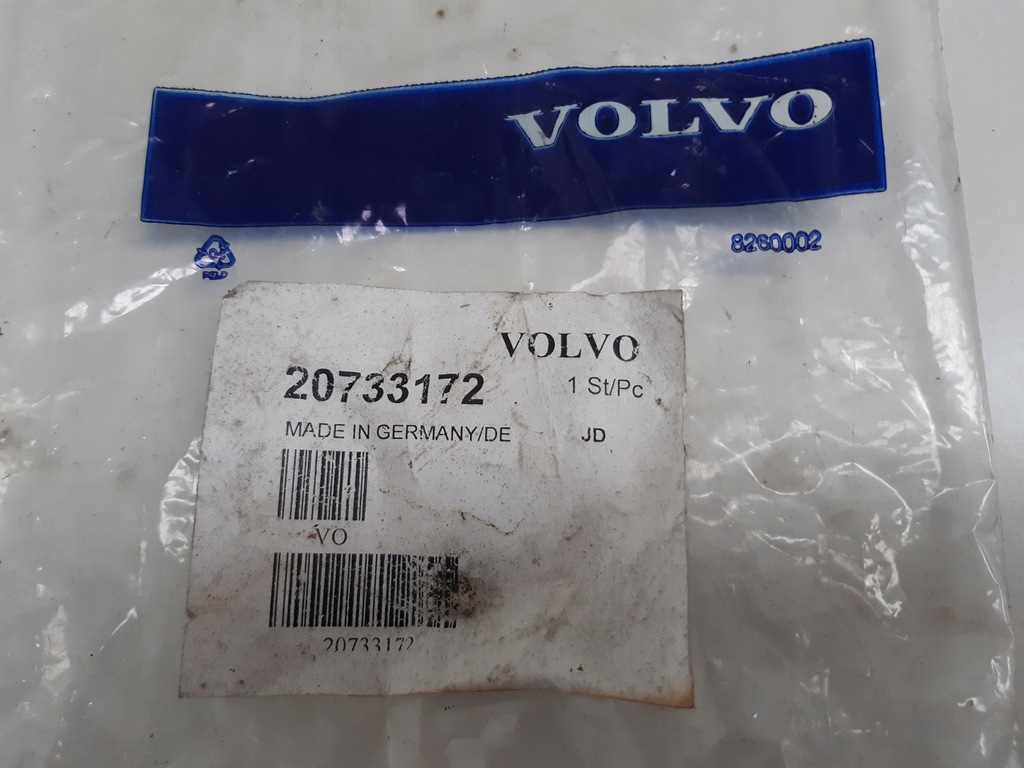 VOLVO
8260002
VOLVO
20733172
1 St/Pc
MADE IN GERMANY/DE
JD
VO
20733172